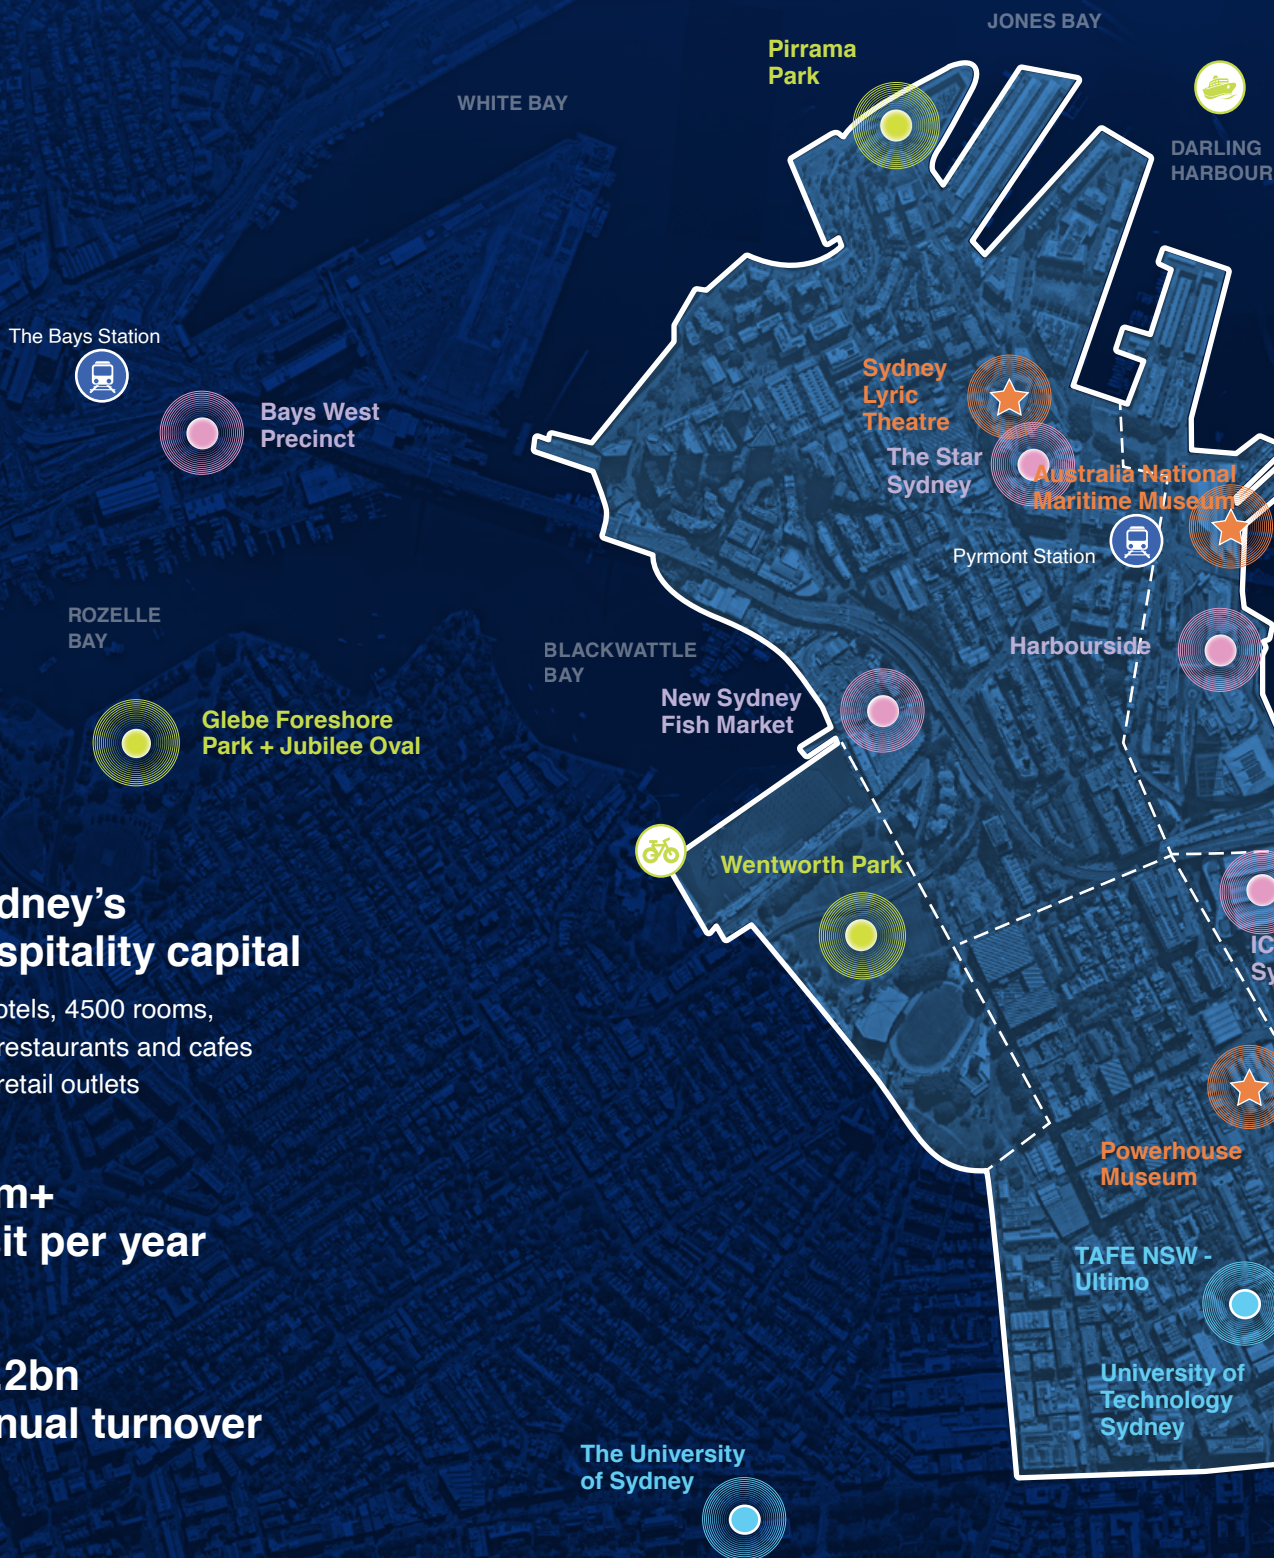 JONES BAY
Pirrama
Park
WHITE BAY
DARLING
HARBOUR
The Bays Station
Bays West
Precinct
Sydney
Lyric
Theatre
The Star
Sydney
Australia National
Maritime Museum
Pyrmont Station
ROZELLE
BAY
BLACKWATTLE
BAY
Harbourside
New Sydney
Fish Market
Glebe Foreshore
Park + Jubilee Oval
Wentworth Park
dney's
spitality capital
otels, 4500 rooms,
restaurants and cafes
retail outlets
IC
Sy
Powerhouse
Museum
m+
it per year
TAFE NSW -
Ultimo
University of
Technology
Sydney
.2bn
nual turnover
The University
of Sydney